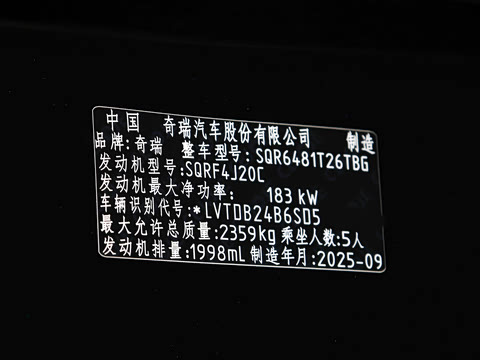 中国 奇瑞汽车股份有限公司 制造
品牌:奇瑞 整车型号:SQR6481T26TBG
发动机型号:SQRF4J20C
发动机最大净功率: 183 kW
车辆识别代号:*LVTDB24B6SD5
最大允许总质量:2359kg 乘坐人数:5人
发动机排量:1998mL 制造年月:2025-09